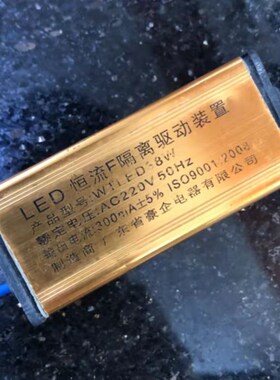 LED 恒流F隔离驱动装置
产品型号:WTLED-8W
额定电压:AC220V 50Hz
输出电流:300mA±5% ISO9001:2008
制造商:广东省豪企电器有限公司